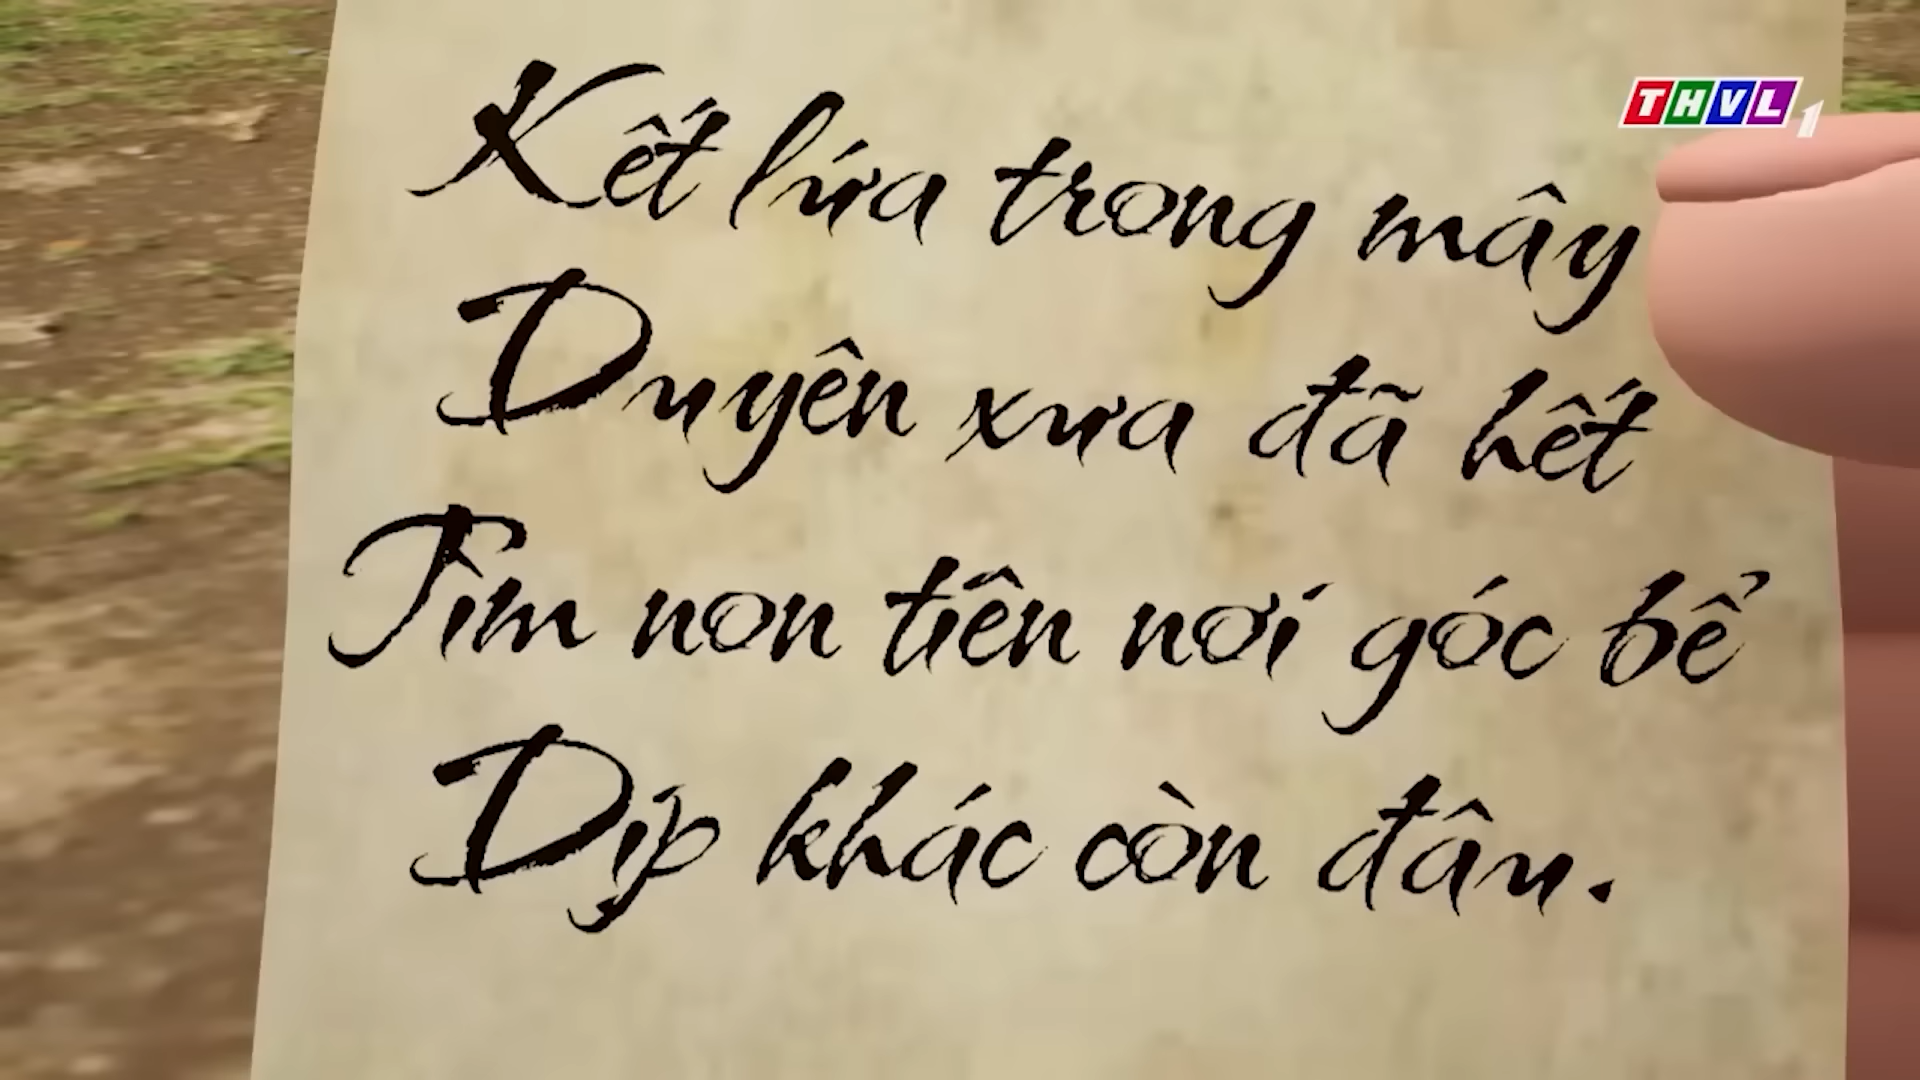 THVL1
Kết lứa trong mây
Duyên xưa đã hết
Tìm non tiên nơi góc bể
Dịp khác còn đâu.